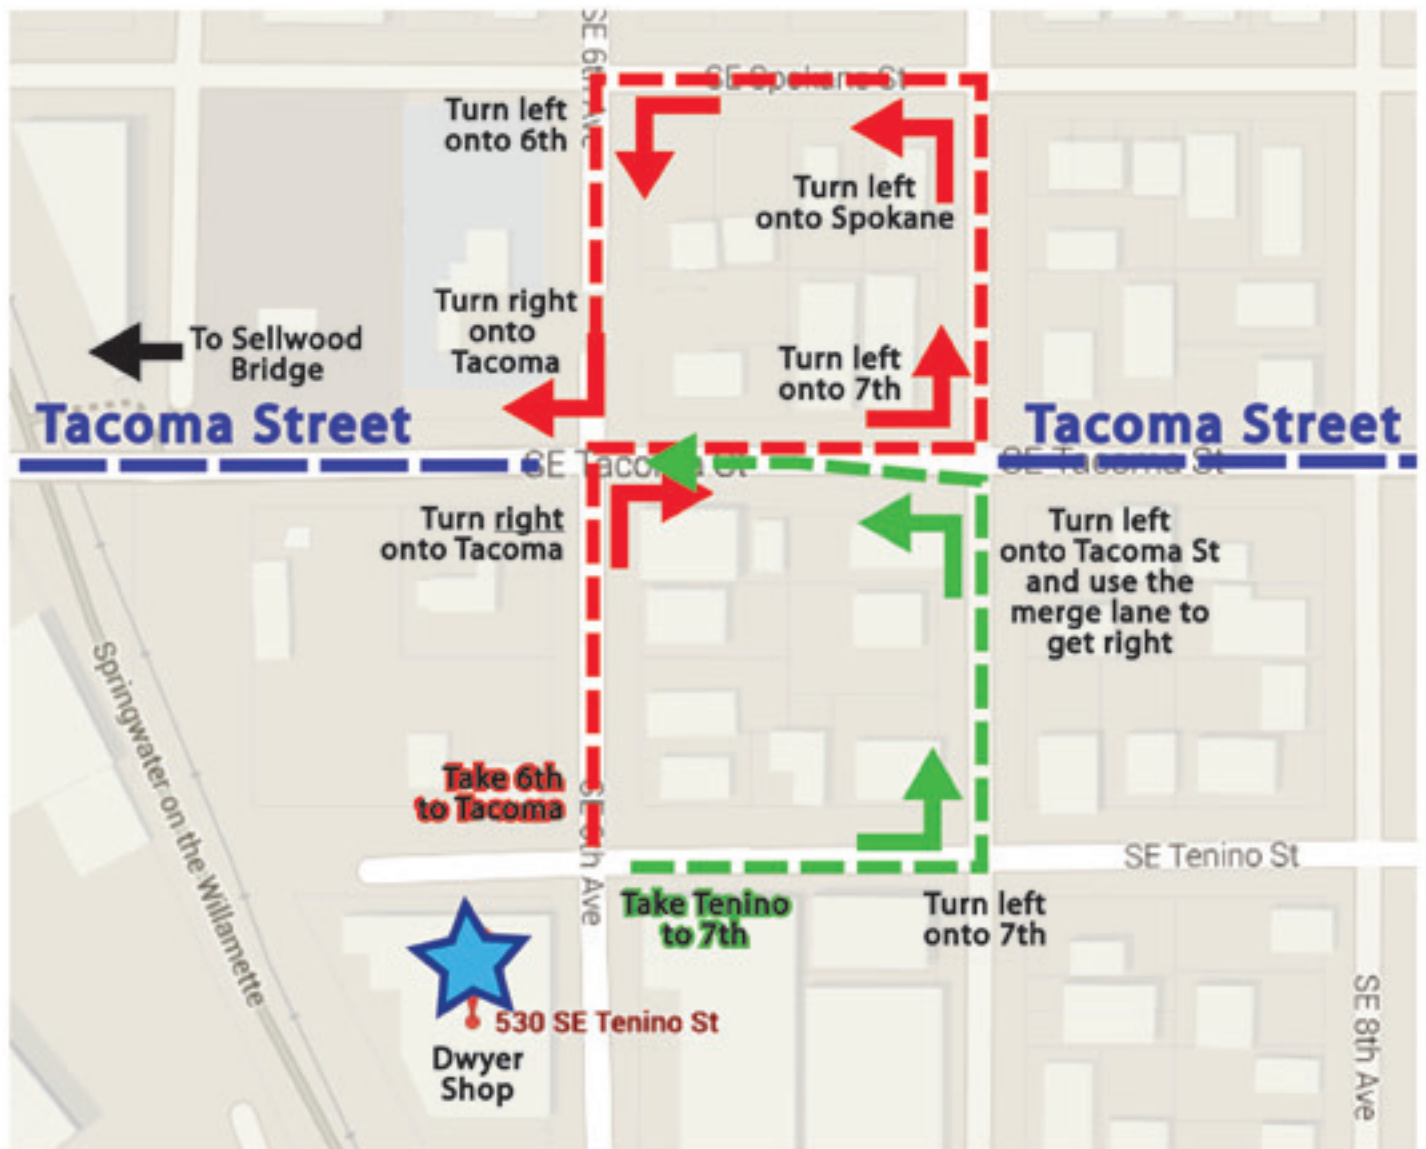 SE 6th Ave
SE Spokane St
Turn left
onto 6th
Turn left
onto Spokane
Turn right
onto
Tacoma
To Sellwood
Bridge
Turn left
onto 7th
Tacoma Street
Tacoma Street
SE Tacoma St
SE Tacoma St
Turn right
onto Tacoma
Turn left
onto Tacoma St
and use the
merge lane to
get right
Springwater on the Willamette
Take 6th
to Tacoma
SE 6th Ave
SE Tenino St
Take Tenino
to 7th
Turn left
onto 7th
530 SE Tenino St
Dwyer
Shop
SE 8th Ave